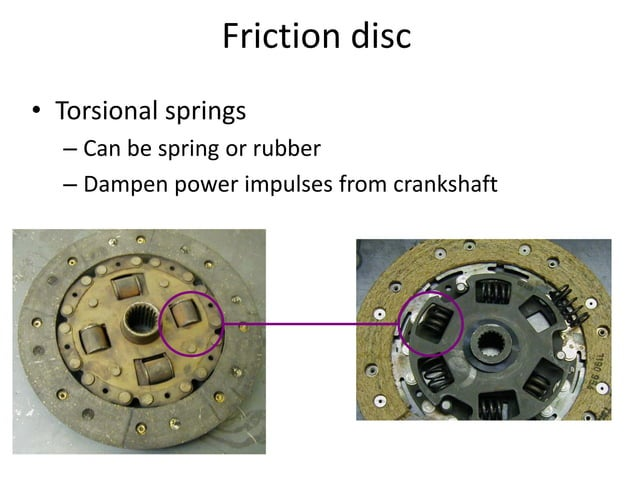 Friction disc
• Torsional springs
– Can be spring or rubber
– Dampen power impulses from crankshaft